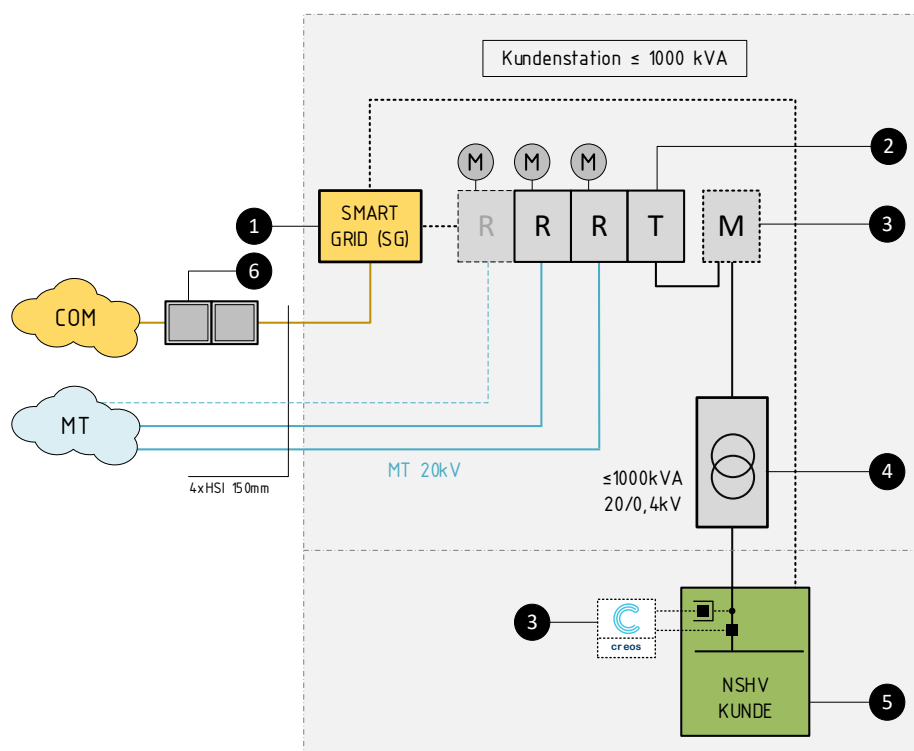 Kundenstation ≤ 1000 kVA
M M M
2
1
SMART
GRID (SG)
R R R T M
3
6
COM
MT
MT 20kV
4xHSI 150mm
≤1000kVA
20/0,4kV
4
3
creos
NSHV
KUNDE
5